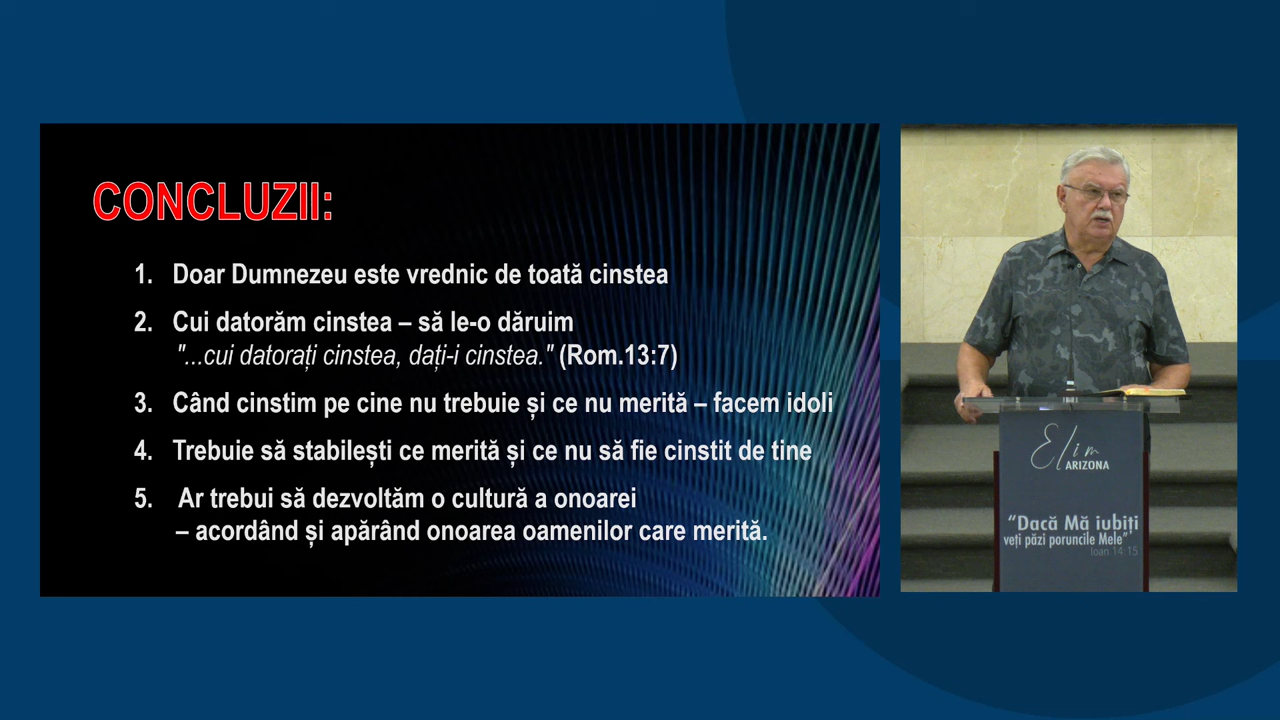 CONCLUZII:
1. Doar Dumnezeu este vrednic de toată cinstea
2. Cui datorăm cinstea – să le-o dăruim
"...cui datorați cinstea, dați-i cinstea." (Rom.13:7)
3. Când cinstim pe cine nu trebuie și ce nu merită – facem idoli
4. Trebuie să stabilești ce merită și ce nu să fie cinstit de tine
5. Ar trebui să dezvoltăm o cultură a onoarei
– acordând și apărând onoarea oamenilor care merită.
Elim
ARIZONA
“Dacă Mă iubiți
veți păzi poruncile Mele”
Ioan 14:15